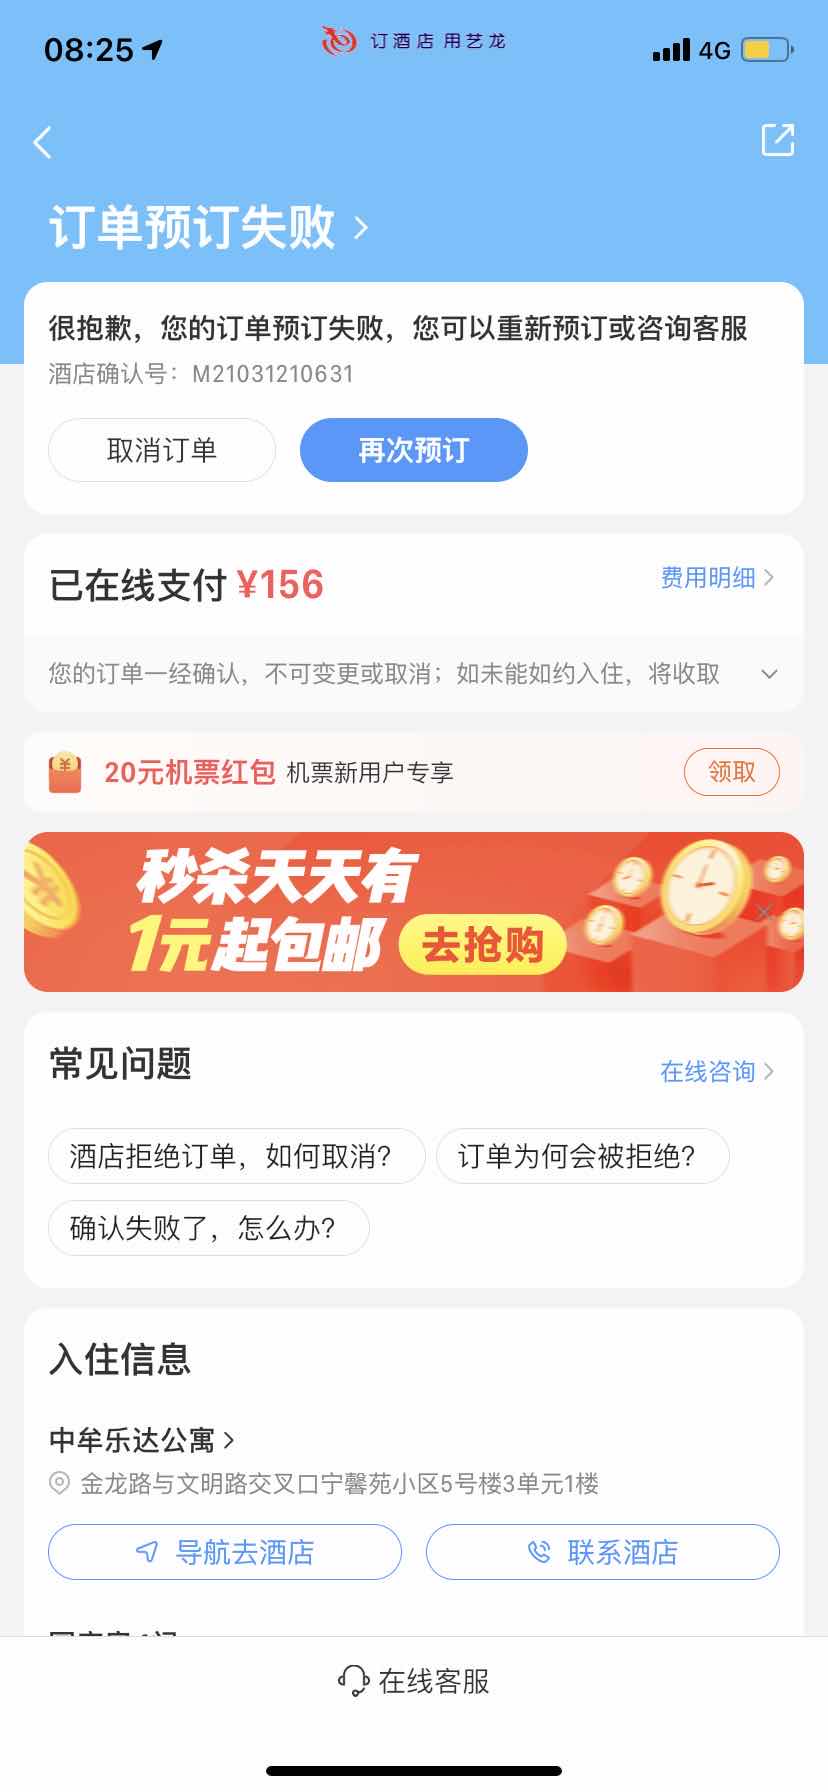 08:25
订酒店 用艺龙
4G
订单预订失败
很抱歉，您的订单预订失败，您可以重新预订或咨询客服
酒店确认号：M21031210631
取消订单
再次预订
已在线支付 ¥156
费用明细
您的订单一经确认，不可变更或取消；如未能如约入住，将收取
20元机票红包 机票新用户专享
领取
秒杀天天有
1元起包邮 去抢购
常见问题
在线咨询
酒店拒绝订单，如何取消?
订单为何会被拒绝?
确认失败了，怎么办?
入住信息
中牟乐达公寓
金龙路与文明路交叉口宁馨苑小区5号楼3单元1楼
导航去酒店
联系酒店
在线客服